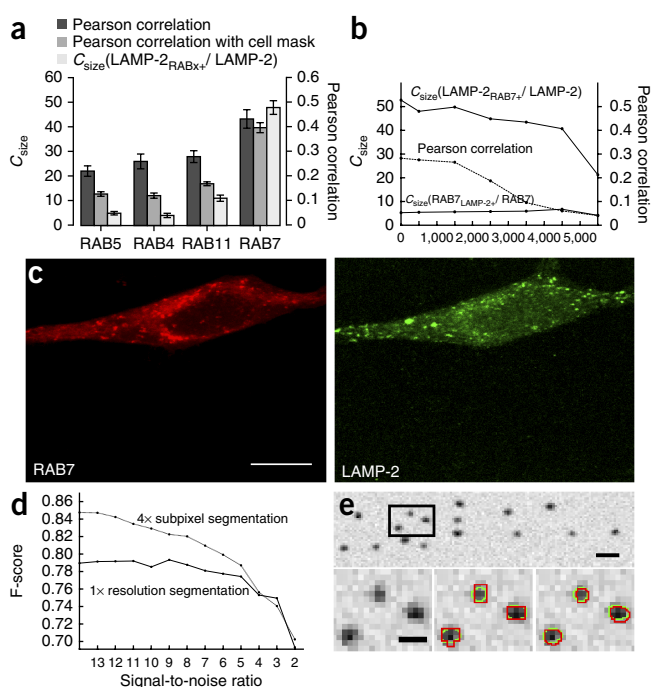 a
Pearson correlation
Pearson correlation with cell mask
Csize(LAMP-2RABx+/ LAMP-2)
60
50
40
30
20
10
0
Csize
0.6
0.5
0.4
0.3
0.2
0.1
0
Pearson correlation
RAB5 RAB4 RAB11 RAB7
b
Csize(LAMP-2RAB7+/ LAMP-2)
Pearson correlation
Csize(RAB7LAMP-2+/ RAB7)
50
40
30
20
10
0
Csize
0.5
0.4
0.3
0.2
0.1
0
Pearson correlation
0 1,000 2,000 3,000 4,000 5,000
c
RAB7
LAMP-2
d
0.86
0.84
0.82
0.80
0.78
0.76
0.74
0.72
0.70
F-score
4× subpixel segmentation
1× resolution segmentation
13 12 11 10 9 8 7 6 5 4 3 2
Signal-to-noise ratio
e